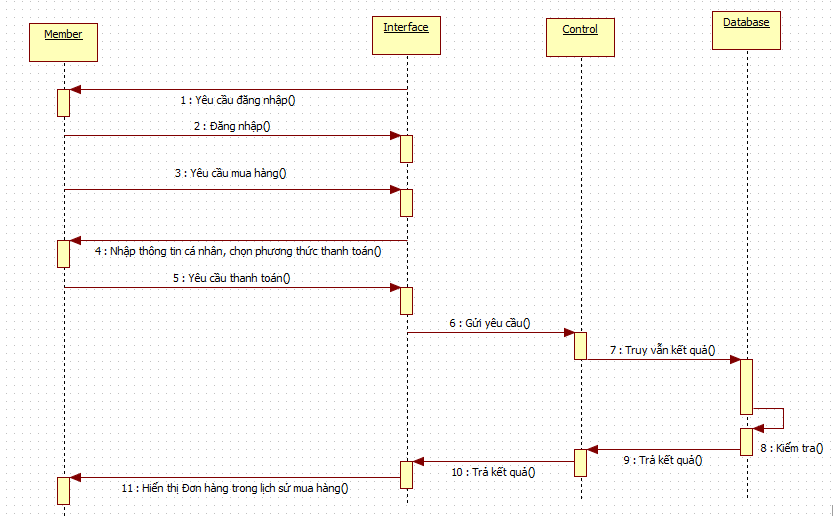 Member
Interface
Control
Database
1 : Yêu cầu đăng nhập()
2 : Đăng nhập()
3 : Yêu cầu mua hàng()
4 : Nhập thông tin cá nhân, chọn phương thức thanh toán()
5 : Yêu cầu thanh toán()
6 : Gửi yêu cầu()
7 : Truy vẫn kết quả()
8 : Kiểm tra()
9 : Trả kết quả()
10 : Trả kết quả()
11 : Hiển thị Đơn hàng trong lịch sử mua hàng()